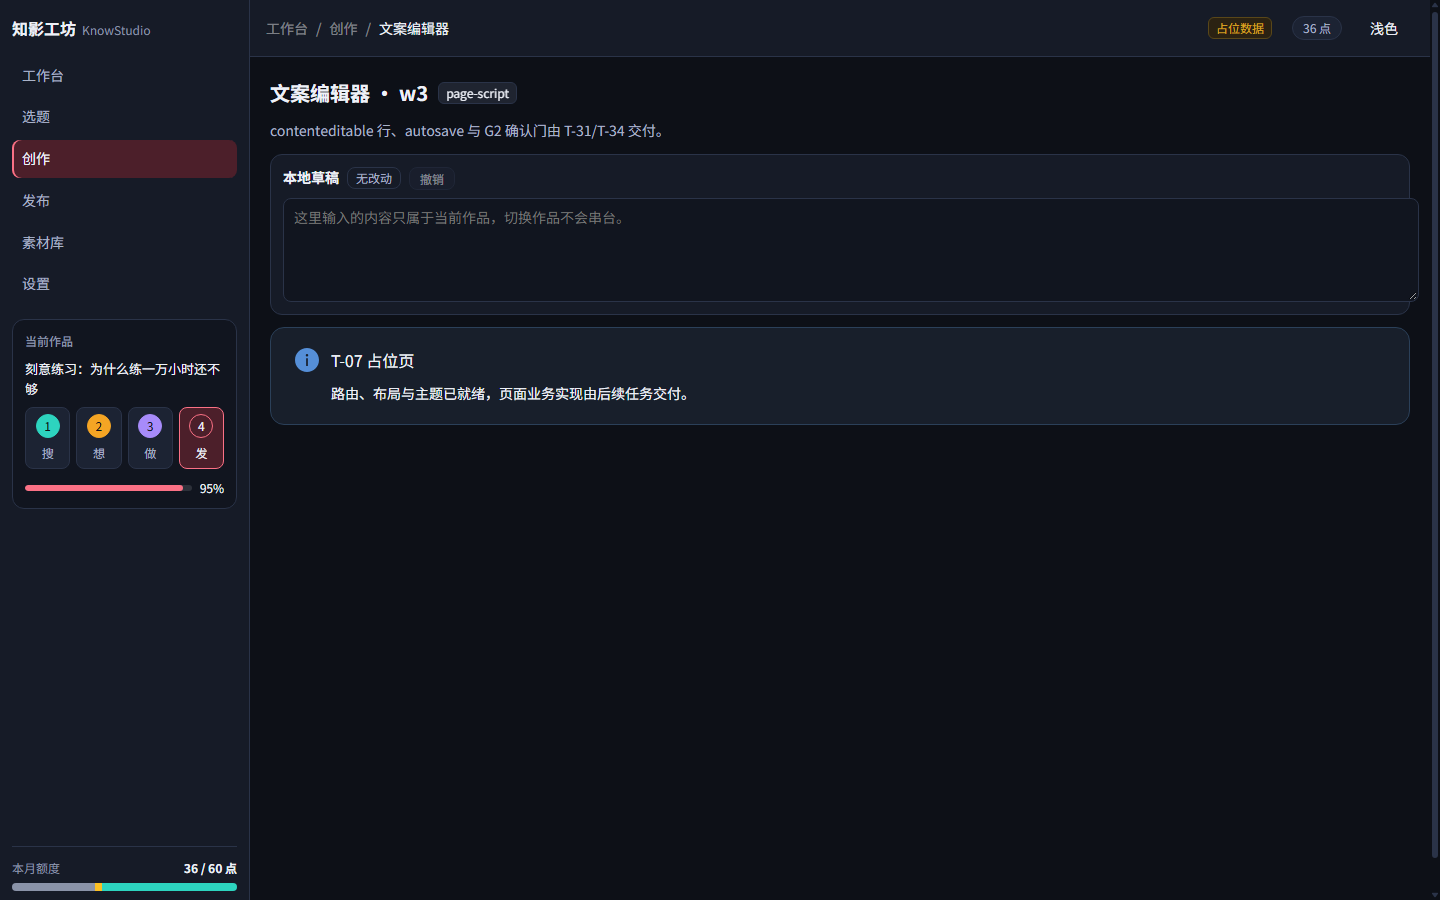 知影工坊 KnowStudio
工作台
选题
创作
发布
素材库
设置
当前作品
刻意练习：为什么练一万小时还不
够
1 2 3 4
搜 想 做 发
95%
本月额度 36 / 60 点
工作台 / 创作 / 文案编辑器 占位数据 36 点 浅色
文案编辑器 · w3 page-script
contenteditable 行、autosave 与 G2 确认门由 T-31/T-34 交付。
本地草稿 无改动 撤销
这里输入的内容只属于当前作品，切换作品不会串台。
T-07 占位页
路由、布局与主题已就绪，页面业务实现由后续任务交付。